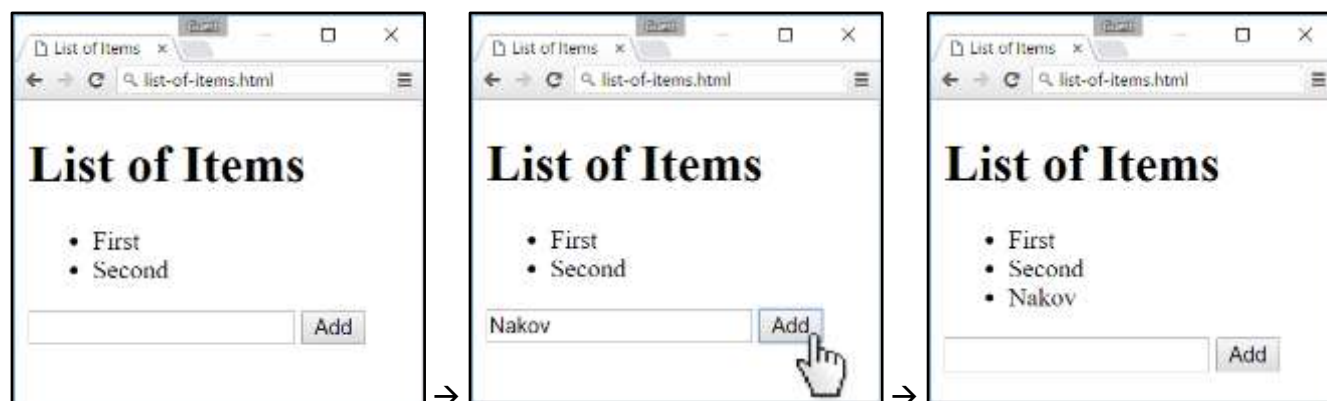 List of Items
list-of-items.html
List of Items
• First
• Second
Add
→
List of Items
list-of-items.html
List of Items
• First
• Second
Nakov Add
→
List of Items
list-of-items.html
List of Items
• First
• Second
• Nakov
Add